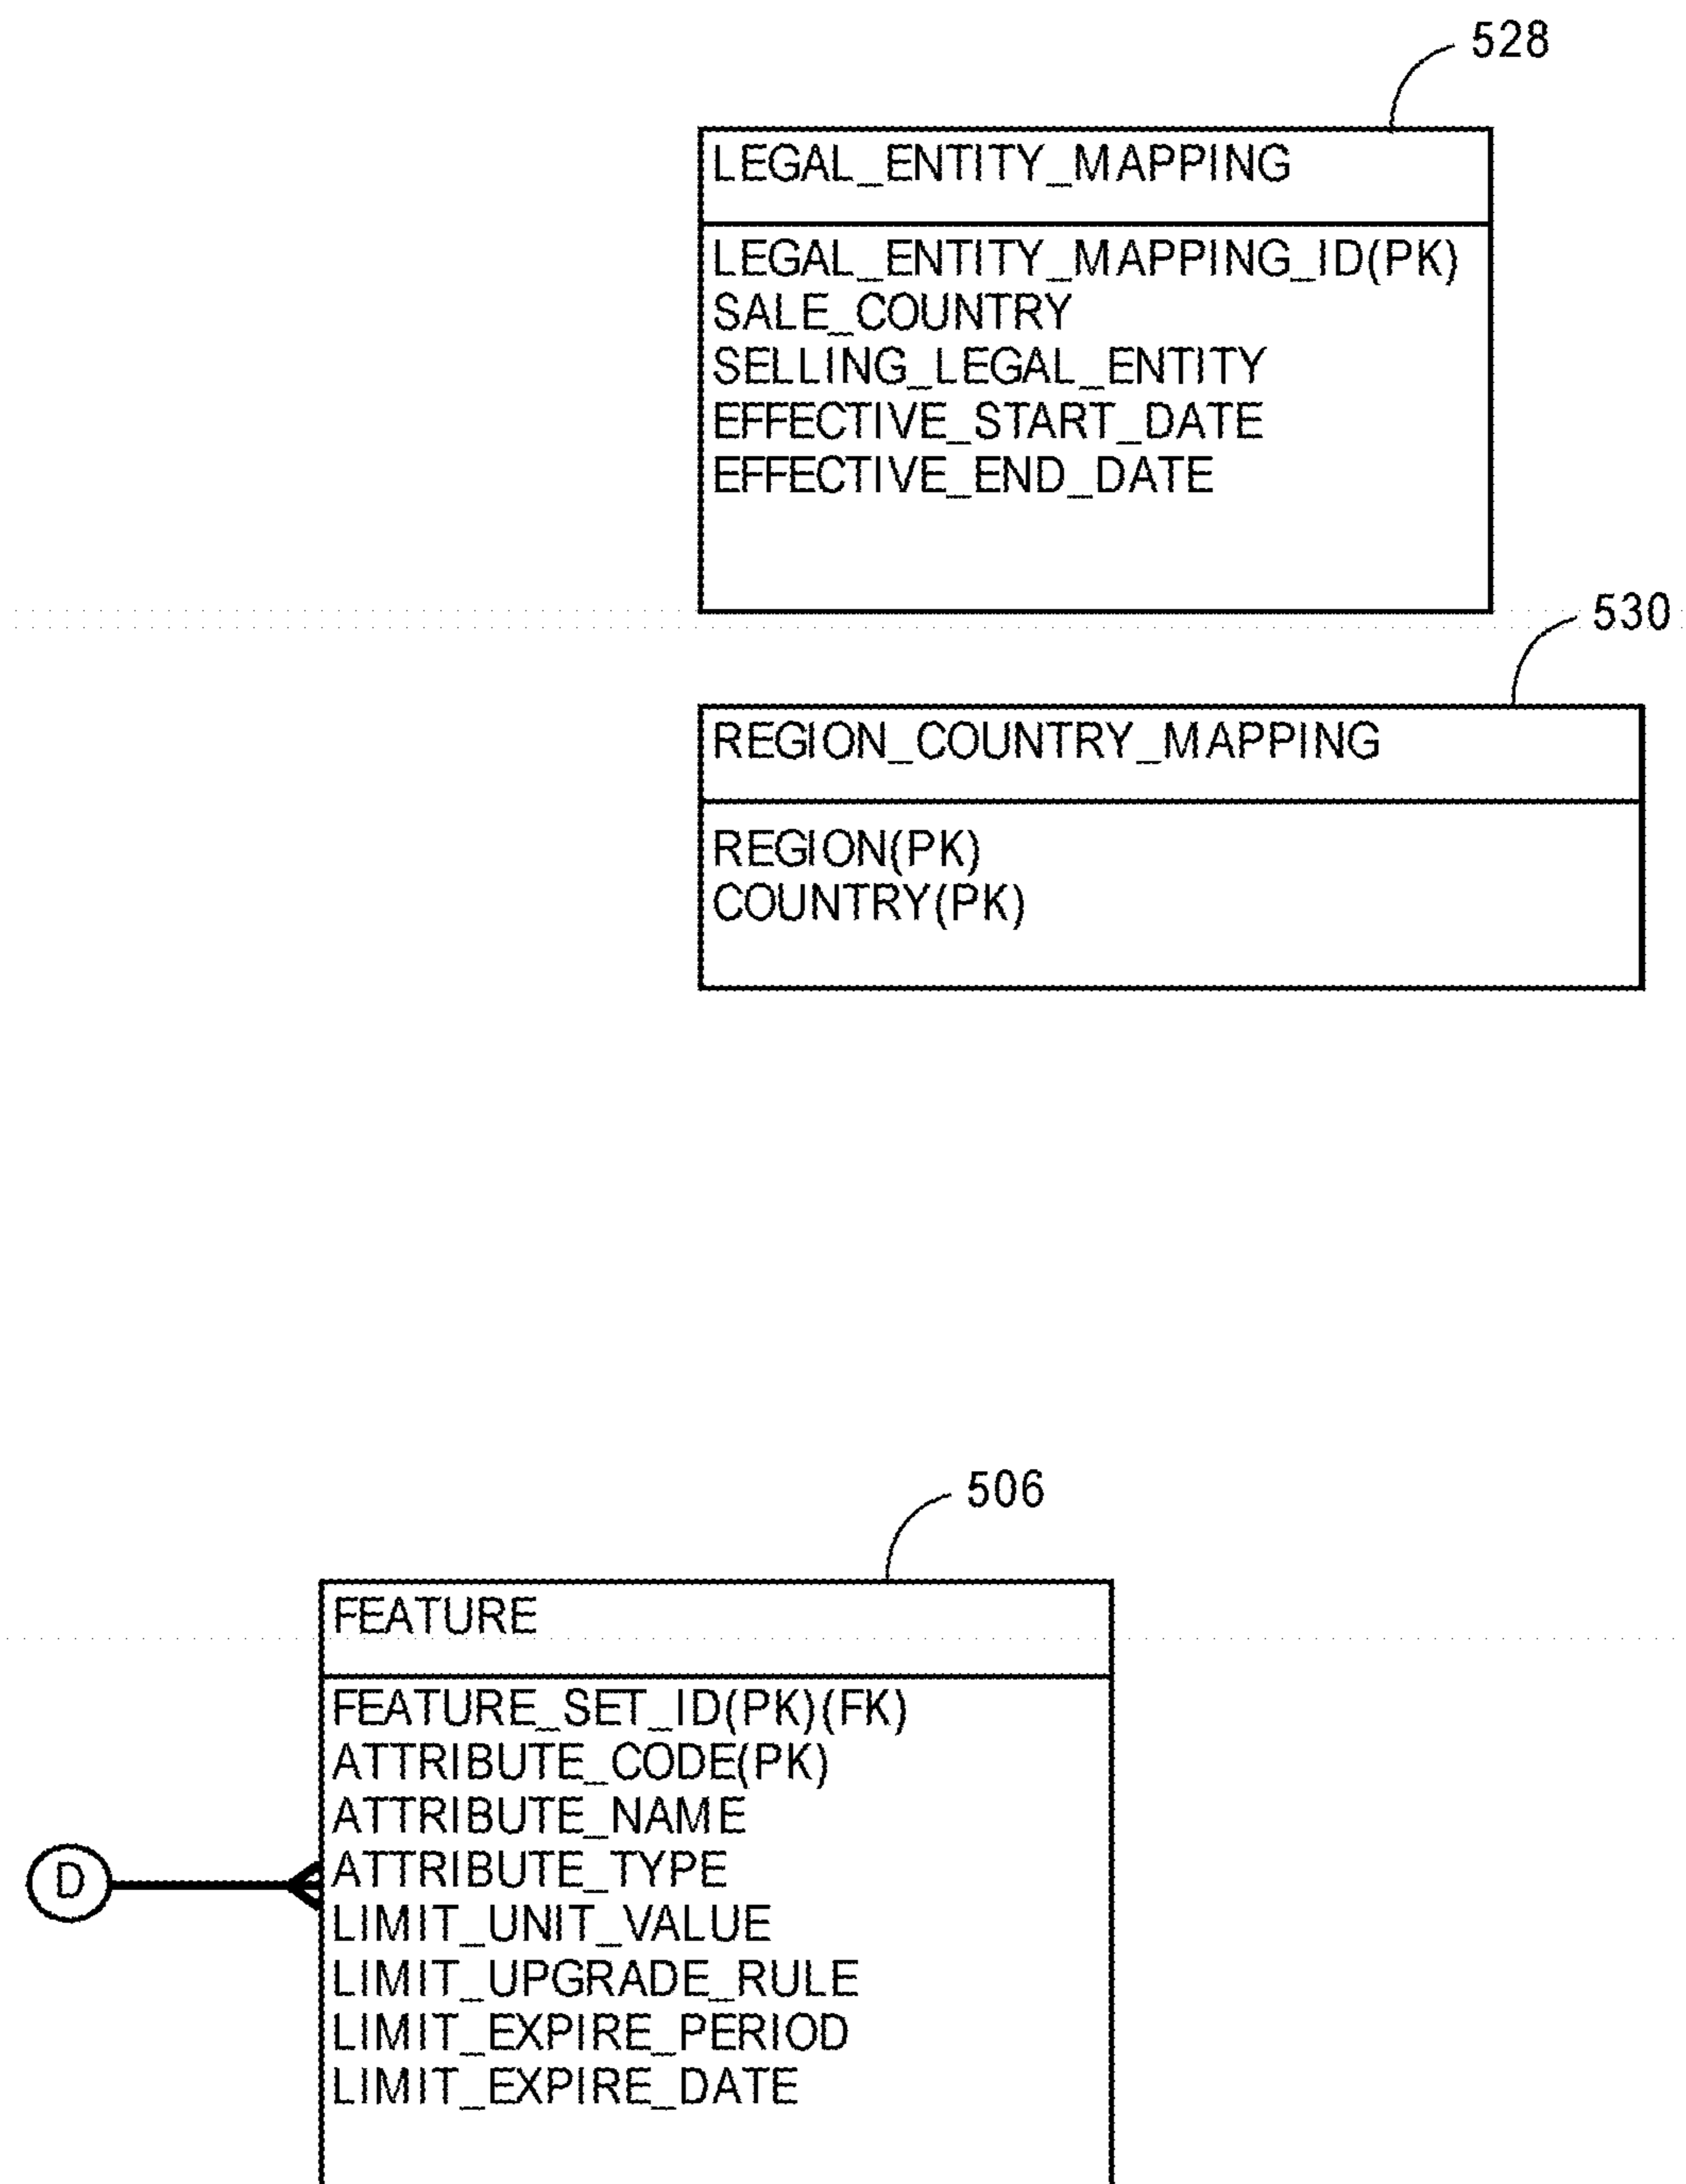 528
LEGAL_ENTITY_MAPPING
LEGAL_ENTITY_MAPPING_ID(PK)
SALE_COUNTRY
SELLING_LEGAL_ENTITY
EFFECTIVE_START_DATE
EFFECTIVE_END_DATE
530
REGION_COUNTRY_MAPPING
REGION(PK)
COUNTRY(PK)
506
FEATURE
FEATURE_SET_ID(PK)(FK)
ATTRIBUTE_CODE(PK)
ATTRIBUTE_NAME
D
ATTRIBUTE_TYPE
LIMIT_UNIT_VALUE
LIMIT_UPGRADE_RULE
LIMIT_EXPIRE_PERIOD
LIMIT_EXPIRE_DATE